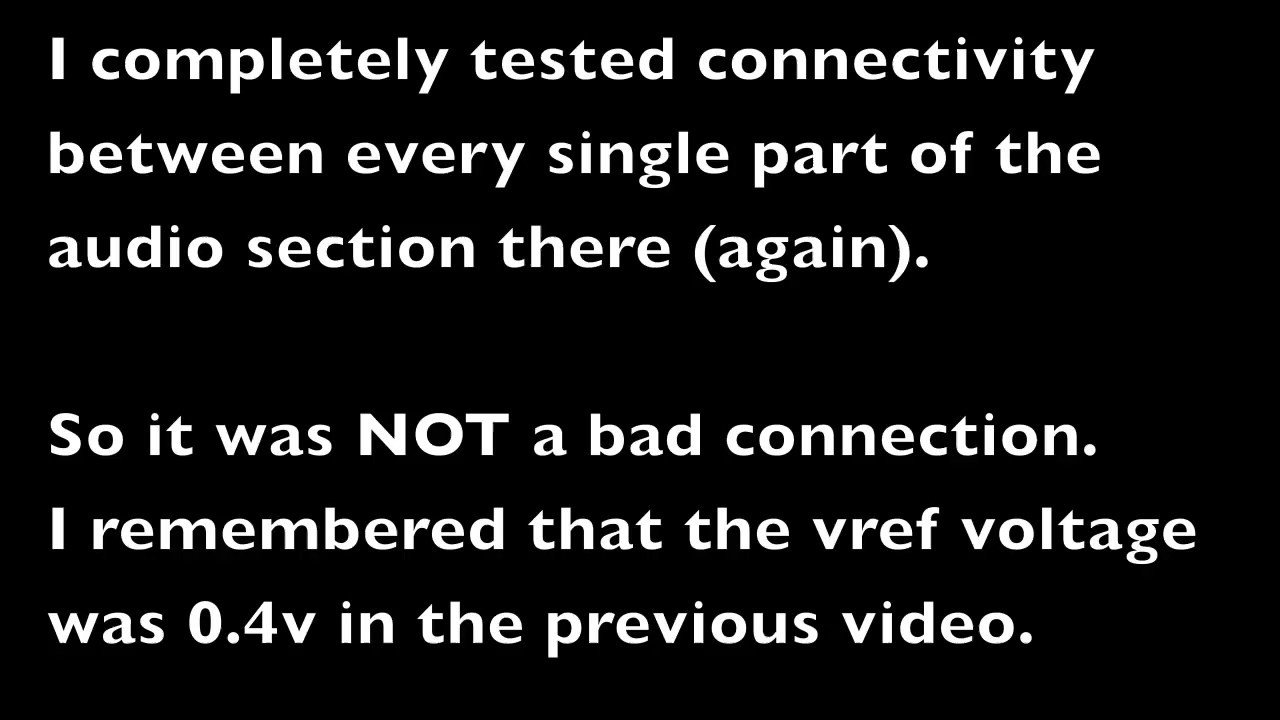 I completely tested connectivity
between every single part of the
audio section there (again).
So it was NOT a bad connection.
I remembered that the vref voltage
was 0.4v in the previous video.